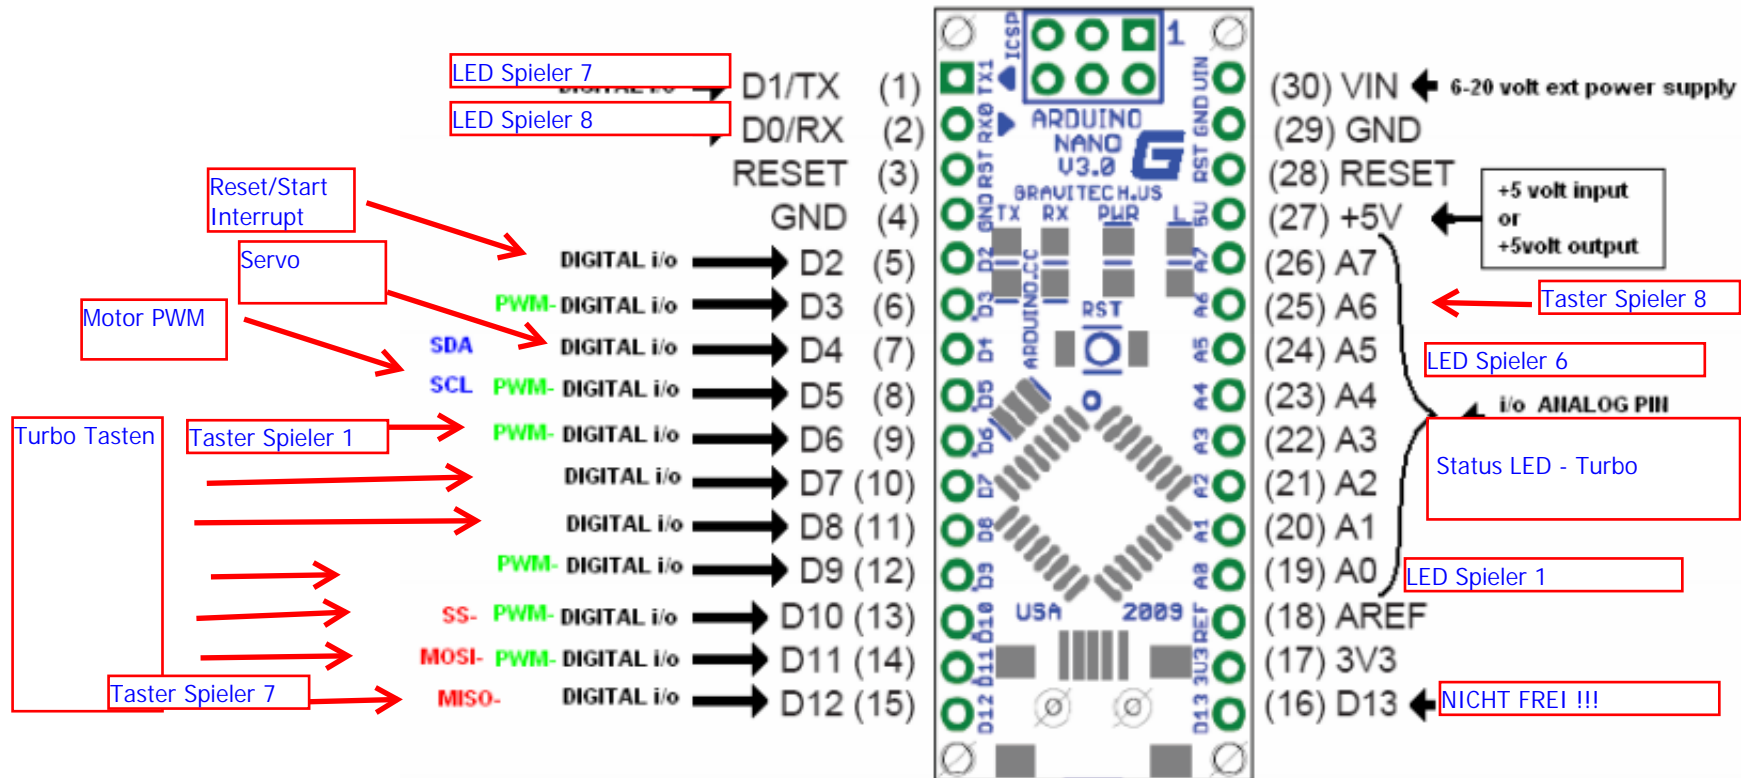 LED Spieler 7
D1/TX (1)
LED Spieler 8
D0/RX (2)
RESET (3)
GND (4)
Reset/Start
Interrupt
DIGITAL i/o D2 (5)
Servo
PWM- DIGITAL i/o D3 (6)
Motor PWM
SDA DIGITAL i/o D4 (7)
SCL PWM- DIGITAL i/o D5 (8)
Turbo Tasten
Taster Spieler 1
PWM- DIGITAL i/o D6 (9)
DIGITAL i/o D7 (10)
DIGITAL i/o D8 (11)
PWM- DIGITAL i/o D9 (12)
SS- PWM- DIGITAL i/o D10 (13)
MOSI- PWM- DIGITAL i/o D11 (14)
Taster Spieler 7
MISO- DIGITAL i/o D12 (15)
ICSP
1
TX1
RX0
RST
GND
D2
D3
D4
D5
D6
D7
D8
D9
D10
D11
D12
ARDUINO
NANO
V3.0
G
GRAVITECH.US
TX RX PWR L
ARDUINO.CC
RST
USA 2009
VIN
GND
RST
5V
A7
A6
A5
A4
A3
A2
A1
A0
REF
3V3
D13
(30) VIN 6-20 volt ext power supply
(29) GND
(28) RESET
(27) +5V
+5 volt input
or
+5volt output
(26) A7
(25) A6
Taster Spieler 8
(24) A5
LED Spieler 6
(23) A4
i/o ANALOG PIN
(22) A3
Status LED - Turbo
(21) A2
(20) A1
(19) A0
LED Spieler 1
(18) AREF
(17) 3V3
(16) D13
NICHT FREI !!!